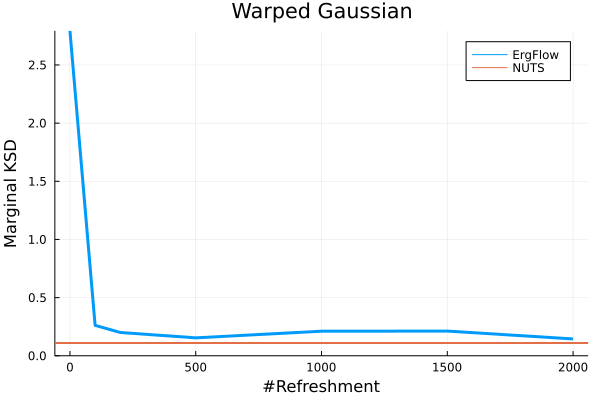 Warped Gaussian
ErgFlow
NUTS
Marginal KSD
2.5
2.0
1.5
1.0
0.5
0.0
0 500 1000 1500 2000
#Refreshment